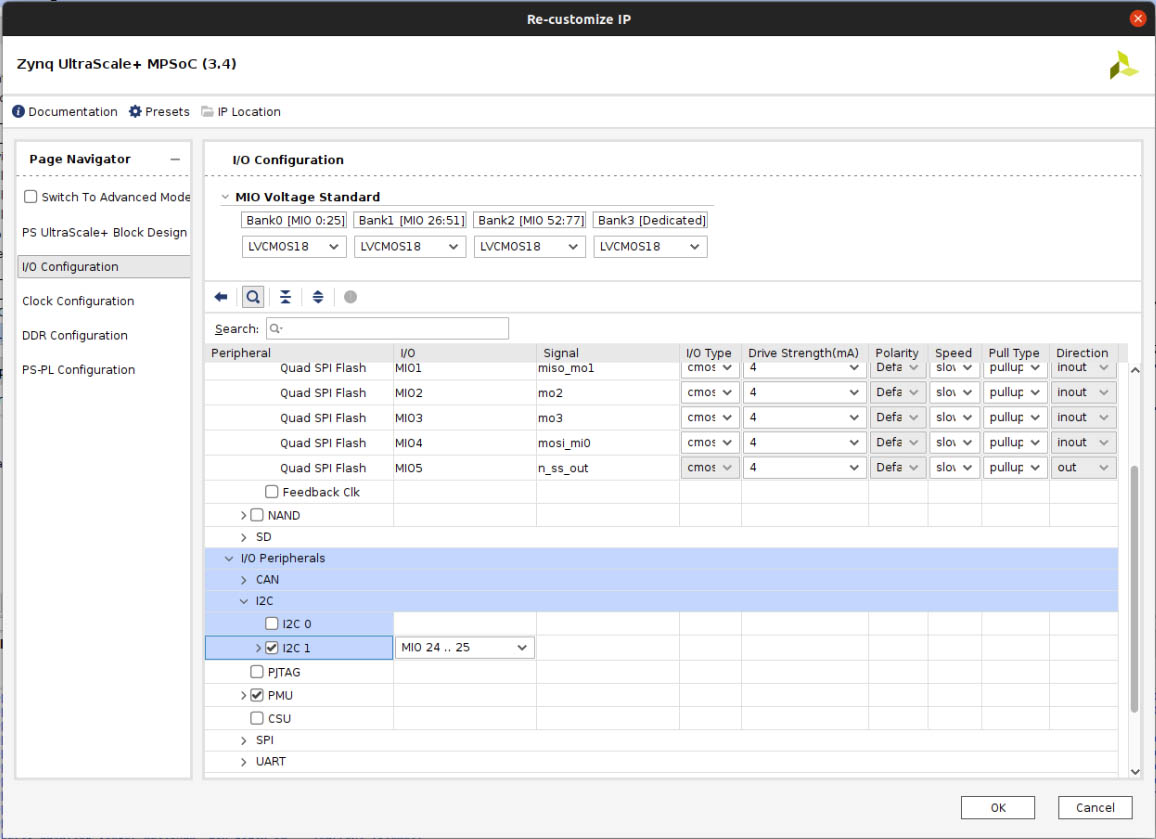 Re-customize IP
Zynq UltraScale+ MPSoC (3.4)
Documentation Presets IP Location
Page Navigator
Switch To Advanced Mode
PS UltraScale+ Block Design
I/O Configuration
Clock Configuration
DDR Configuration
PS-PL Configuration
I/O Configuration
MIO Voltage Standard
Bank0 [MIO 0:25] Bank1 [MIO 26:51] Bank2 [MIO 52:77] Bank3 [Dedicated]
LVCMOS18 LVCMOS18 LVCMOS18 LVCMOS18
Search:
Peripheral I/O Signal I/O Type Drive Strength(mA) Polarity Speed Pull Type Direction
Quad SPI Flash MIO1 miso_mo1 cmos 4 Defa slov pullup inout
Quad SPI Flash MIO2 mo2 cmos 4 Defa slov pullup inout
Quad SPI Flash MIO3 mo3 cmos 4 Defa slov pullup inout
Quad SPI Flash MIO4 mosi_mi0 cmos 4 Defa slov pullup inout
Quad SPI Flash MIO5 n_ss_out cmos 4 Defa slov pullup out
Feedback Clk
NAND
SD
I/O Peripherals
CAN
I2C
I2C 0
I2C 1 MIO 24 .. 25
PJTAG
PMU
CSU
SPI
UART
OK Cancel